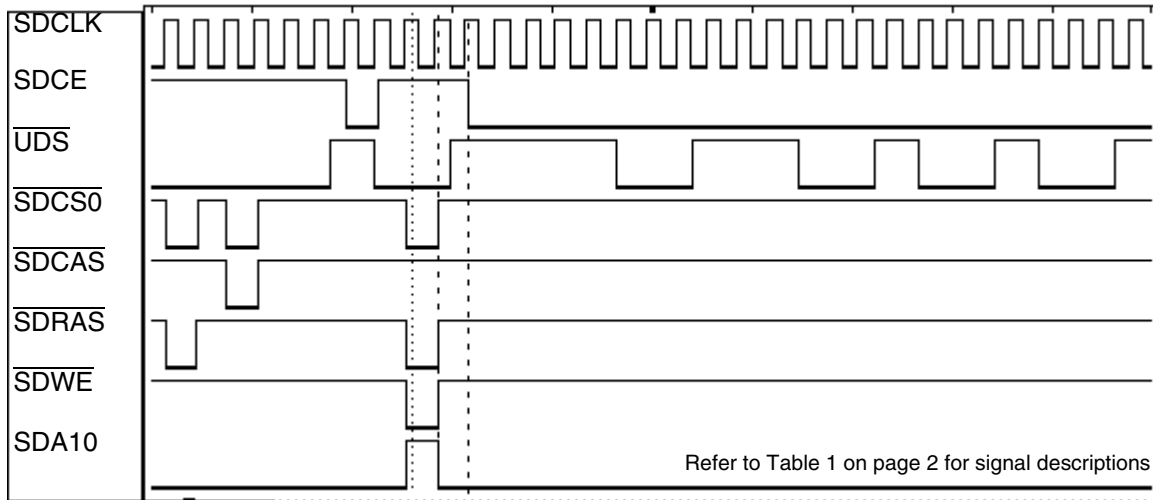 SDCLK
SDCE
UDS
SDCS0
SDCAS
SDRAS
SDWE
SDA10
Refer to Table 1 on page 2 for signal descriptions